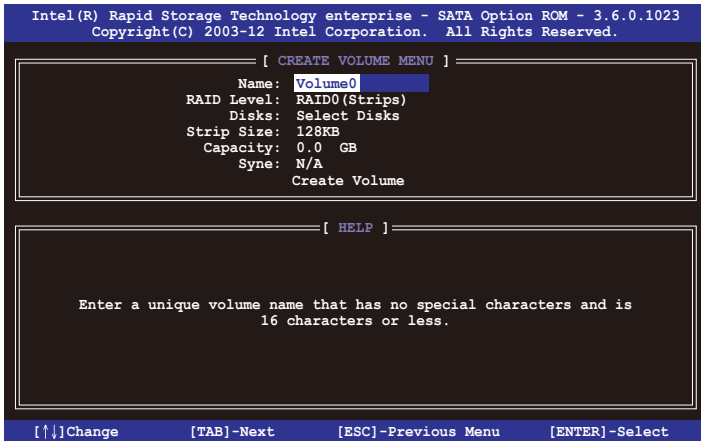 Intel(R) Rapid Storage Technology enterprise - SATA Option ROM - 3.6.0.1023
Copyright(C) 2003-12 Intel Corporation. All Rights Reserved.
[ CREATE VOLUME MENU ]
Name: Volume0
RAID Level: RAID0(Strips)
Disks: Select Disks
Strip Size: 128KB
Capacity: 0.0 GB
Syne: N/A
Create Volume
[ HELP ]
Enter a unique volume name that has no special characters and is
16 characters or less.
[↑↓]Change [TAB]-Next [ESC]-Previous Menu [ENTER]-Select